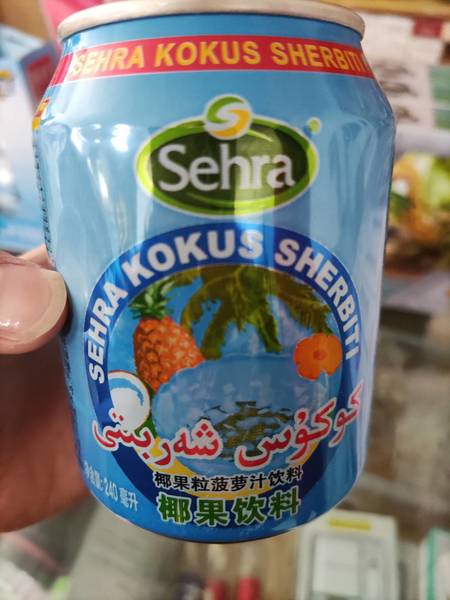 SEHRA KOKUS SHERBITI
Sehra
SEHRA KOKUS SHERBITI
كوكۇس شەربىتى
椰果粒菠萝汁饮料
椰果饮料
净含量:240毫升